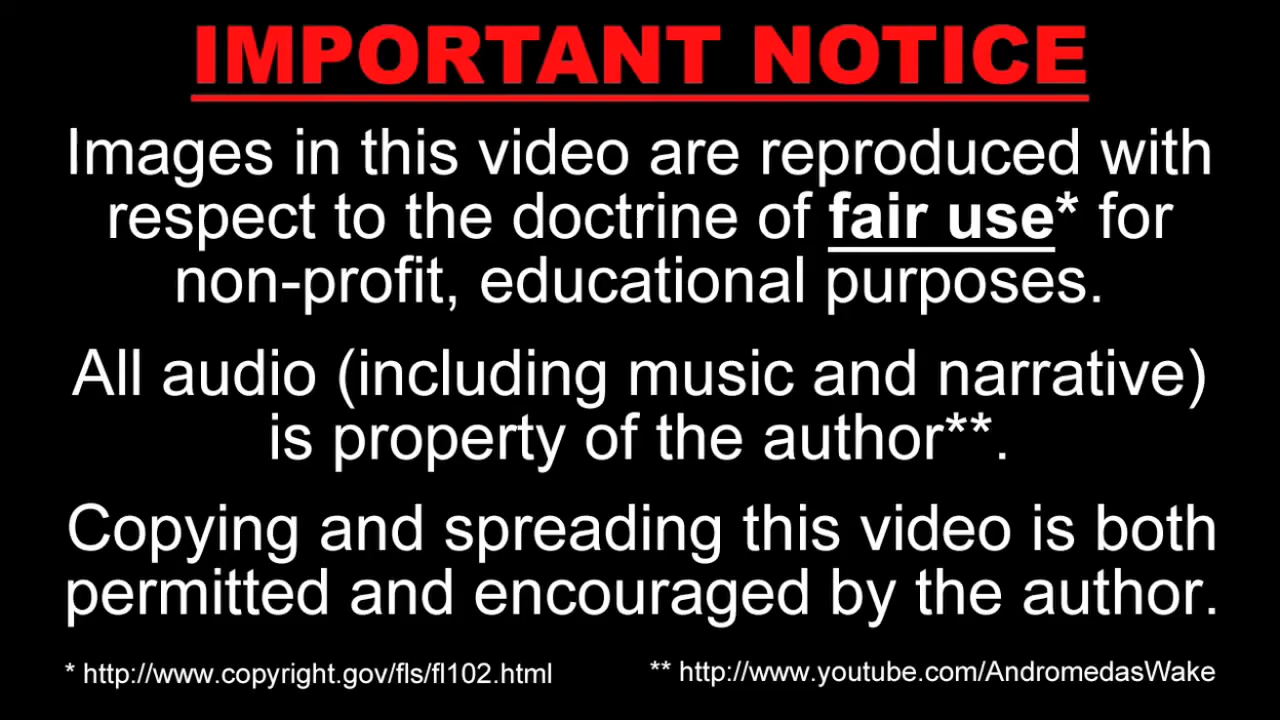 IMPORTANT NOTICE
Images in this video are reproduced with
respect to the doctrine of fair use* for
non-profit, educational purposes.
All audio (including music and narrative)
is property of the author**.
Copying and spreading this video is both
permitted and encouraged by the author.
* http://www.copyright.gov/fls/fl102.html
** http://www.youtube.com/AndromedasWake